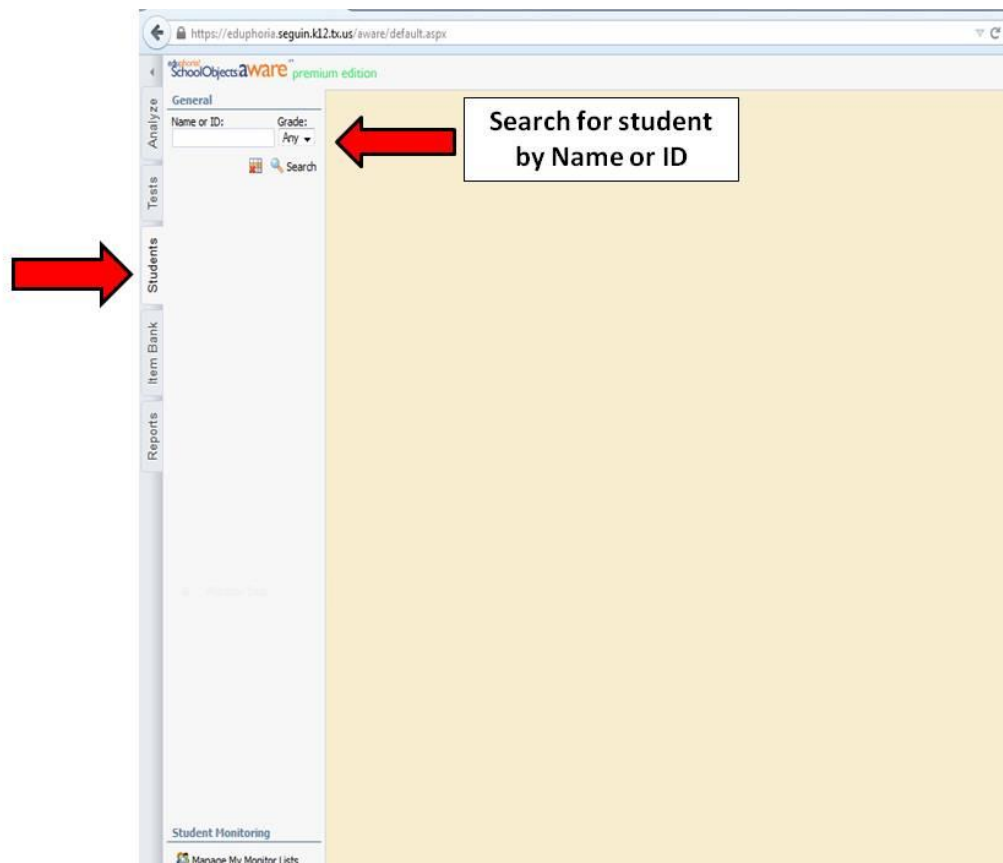 https://eduphoria.seguin.k12.tx.us/aware/default.aspx
eduphoria!
SchoolObjects aware premium edition
Analyze
Tests
Students
Item Bank
Reports
General
Name or ID:
Grade:
Any
Search
Search for student
by Name or ID
Student Monitoring
Manage My Monitor Lists